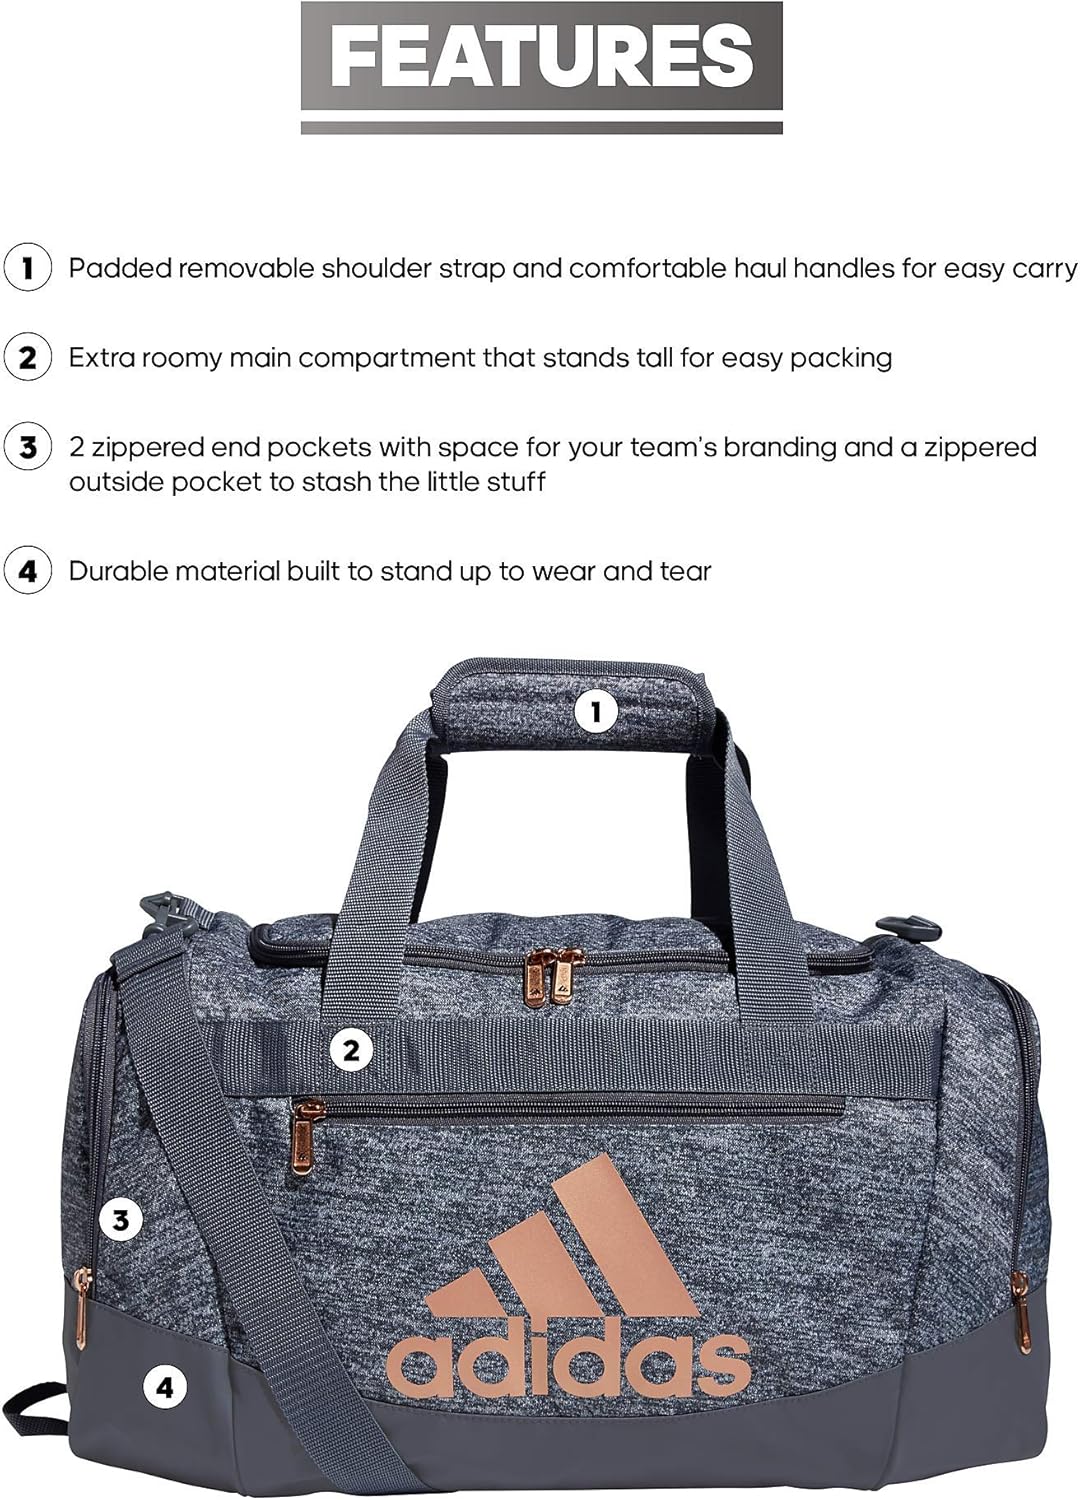 FEATURES
1 Padded removable shoulder strap and comfortable haul handles for easy carry
2 Extra roomy main compartment that stands tall for easy packing
3 2 zippered end pockets with space for your team’s branding and a zippered
outside pocket to stash the little stuff
4 Durable material built to stand up to wear and tear
1
2
3
4
adidas